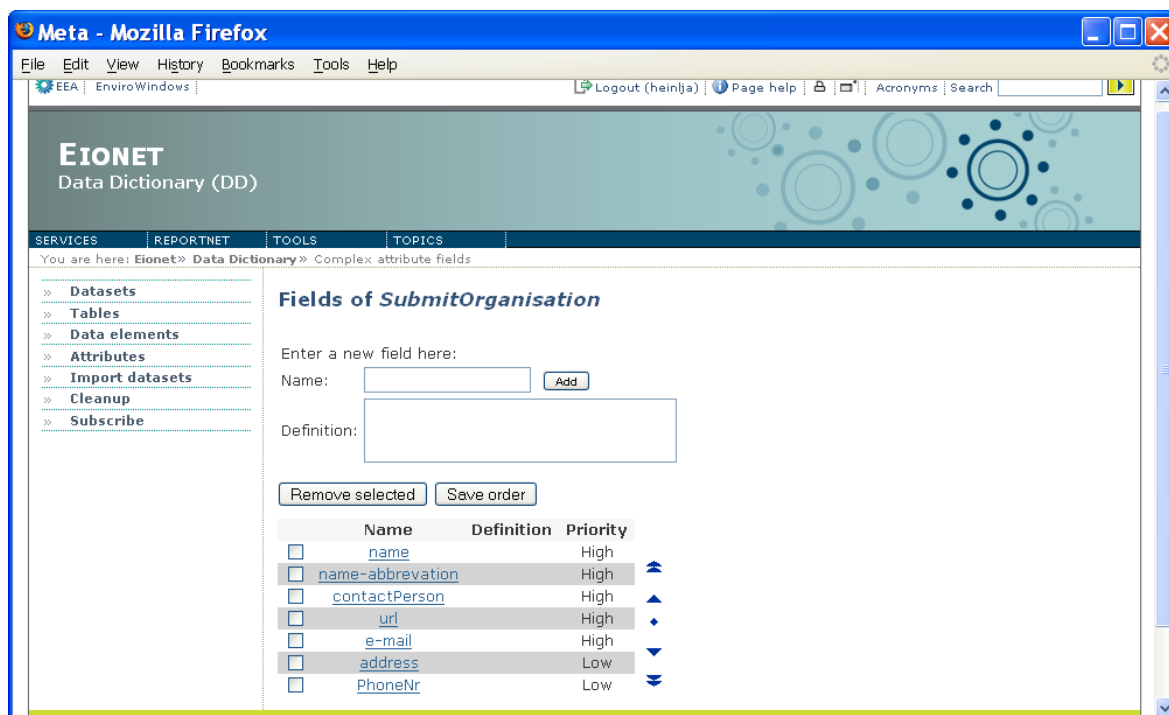 Meta - Mozilla Firefox
File Edit View History Bookmarks Tools Help
EEA EnviroWindows Logout (heinlja) Page help Acronyms Search
EIONET
Data Dictionary (DD)
SERVICES REPORTNET TOOLS TOPICS
You are here: Eionet» Data Dictionary» Complex attribute fields
» Datasets
» Tables
» Data elements
» Attributes
» Import datasets
» Cleanup
» Subscribe
Fields of SubmitOrganisation
Enter a new field here:
Name: Add
Definition:
Remove selected Save order
Name Definition Priority
name High
name-abbrevation High
contactPerson High
url High
e-mail High
address Low
PhoneNr Low